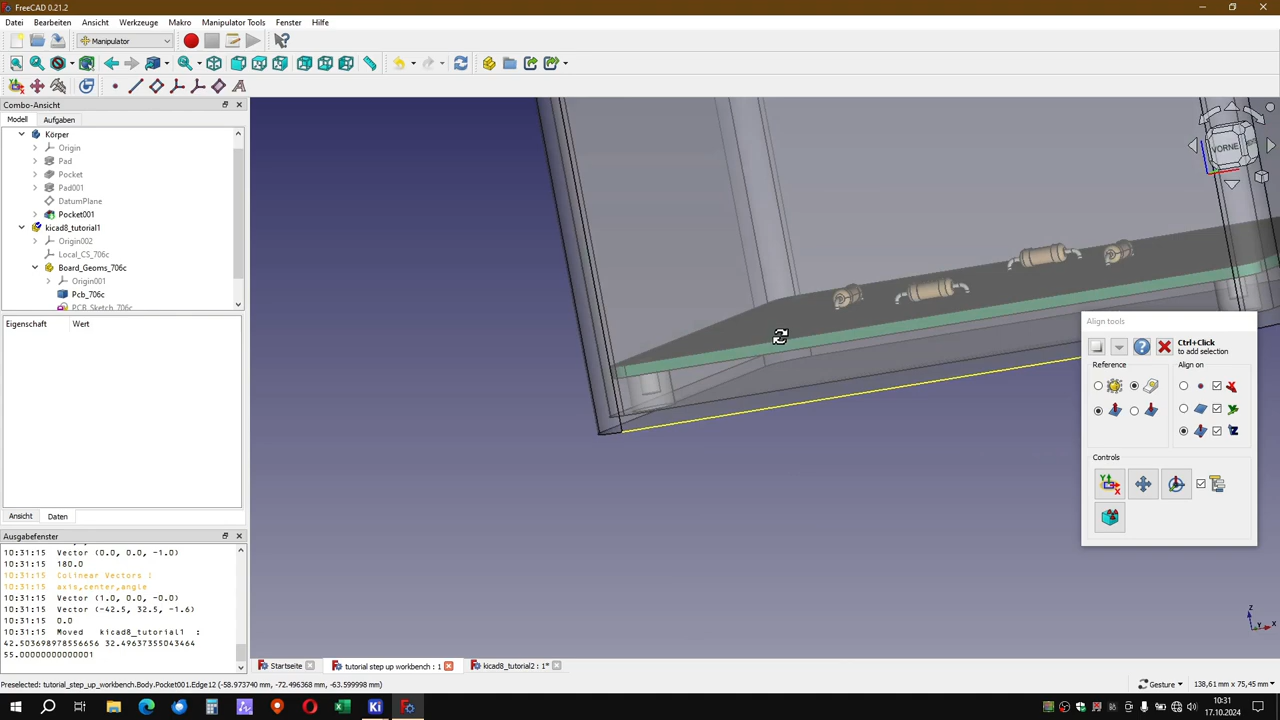 FreeCAD 0.21.2
Datei Bearbeiten Ansicht Werkzeuge Makro Manipulator Tools Fenster Hilfe
Manipulator
Combo-Ansicht
Modell Aufgaben
Körper
Origin
Pad
Pocket
Pad001
DatumPlane
Pocket001
kicad8_tutorial1
Origin002
Local_CS_706c
Board_Geoms_706c
Origin001
Pcb_706c
PCB_Sketch_706c
Eigenschaft Wert
Ansicht Daten
Ausgabefenster
10:31:15 Vector (0.0, 0.0, -1.0)
10:31:15 180.0
10:31:15 Colinear Vectors !
10:31:15 axis,center,angle
10:31:15 Vector (1.0, 0.0, -0.0)
10:31:15 Vector (-42.5, 32.5, -1.6)
10:31:15 0.0
10:31:15 Moved kicad8_tutorial1 :
42.503698978556656 32.49637355043464
55.00000000000001
VORNE
Align tools
Ctrl+Click
to add selection
Reference Align on
Controls
z
Y
x
Startseite tutorial step up workbench : 1 kicad8_tutorial2 : 1*
Preselected: tutorial_step_up_workbench.Body.Pocket001.Edge12 (-58.973740 mm, -72.496368 mm, -63.599998 mm)
Gesture 138,61 mm x 75,45 mm
Ki
10:31
17.10.2024